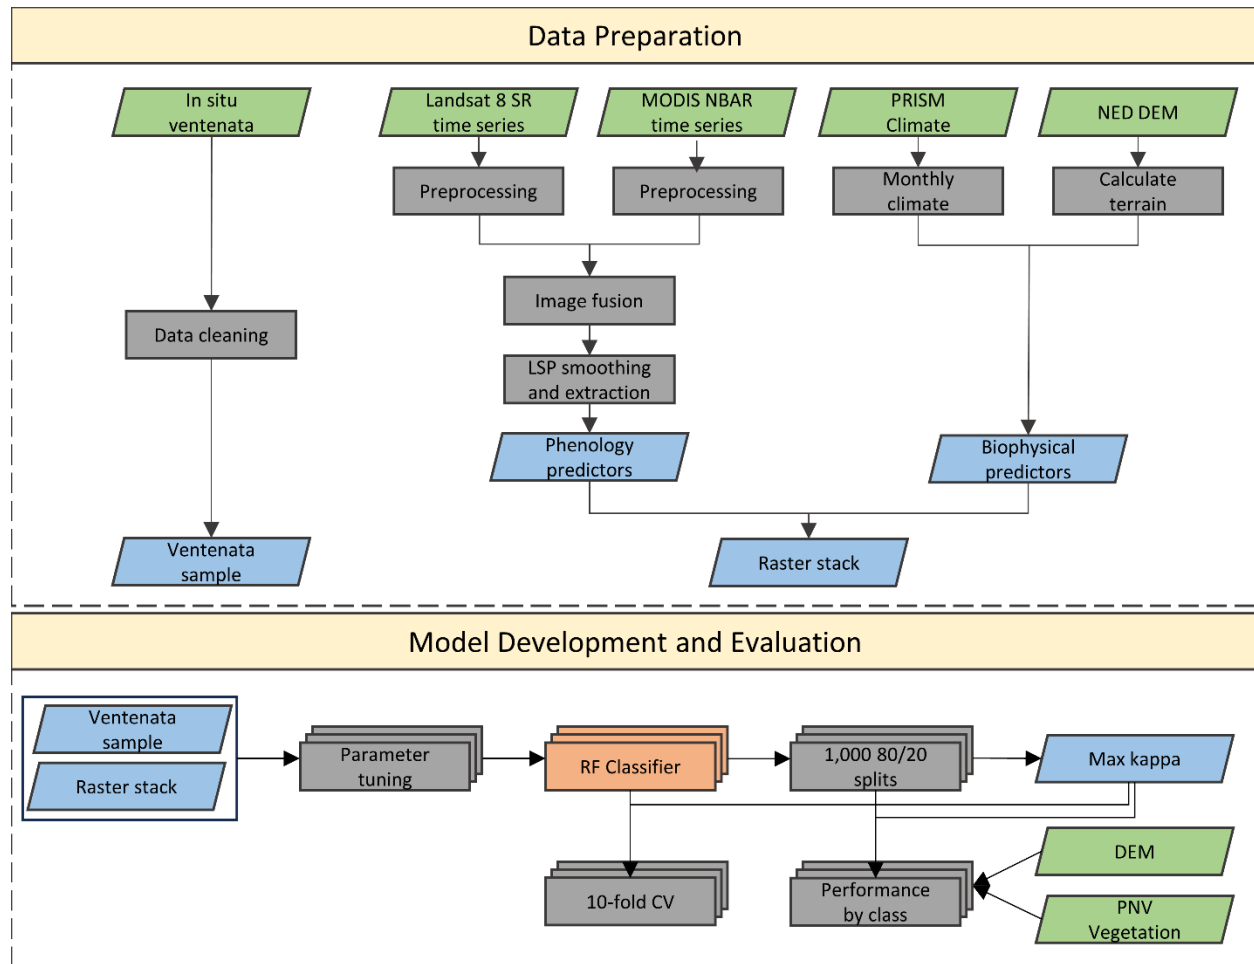 Data Preparation
In situ
ventenata
Landsat 8 SR
time series
MODIS NBAR
time series
PRISM
Climate
NED DEM
Preprocessing
Preprocessing
Monthly
climate
Calculate
terrain
Image fusion
Data cleaning
LSP smoothing
and extraction
Phenology
predictors
Biophysical
predictors
Ventenata
sample
Raster stack
Model Development and Evaluation
Ventenata
sample
Raster stack
Parameter
tuning
RF Classifier
1,000 80/20
splits
Max kappa
10-fold CV
Performance
by class
DEM
PNV
Vegetation